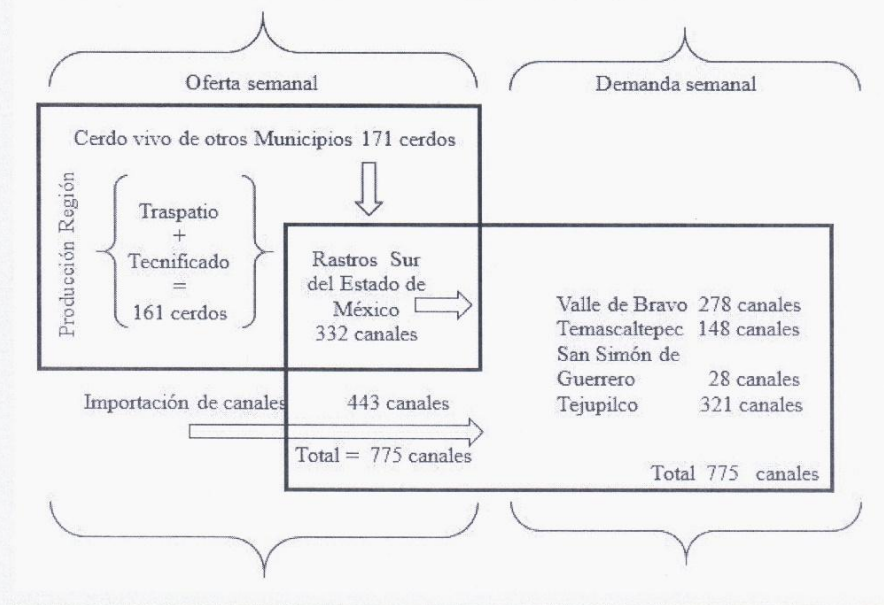 Oferta semanal
Demanda semanal
Cerdo vivo de otros Municipios 171 cerdos
Producción Región
Traspatio
+
Tecnificado
=
161 cerdos
Rastros Sur
del Estado de
México
332 canales
Importación de canales 443 canales
Total = 775 canales
Valle de Bravo 278 canales
Temascaltepec 148 canales
San Simón de
Guerrero 28 canales
Tejupilco 321 canales
Total 775 canales